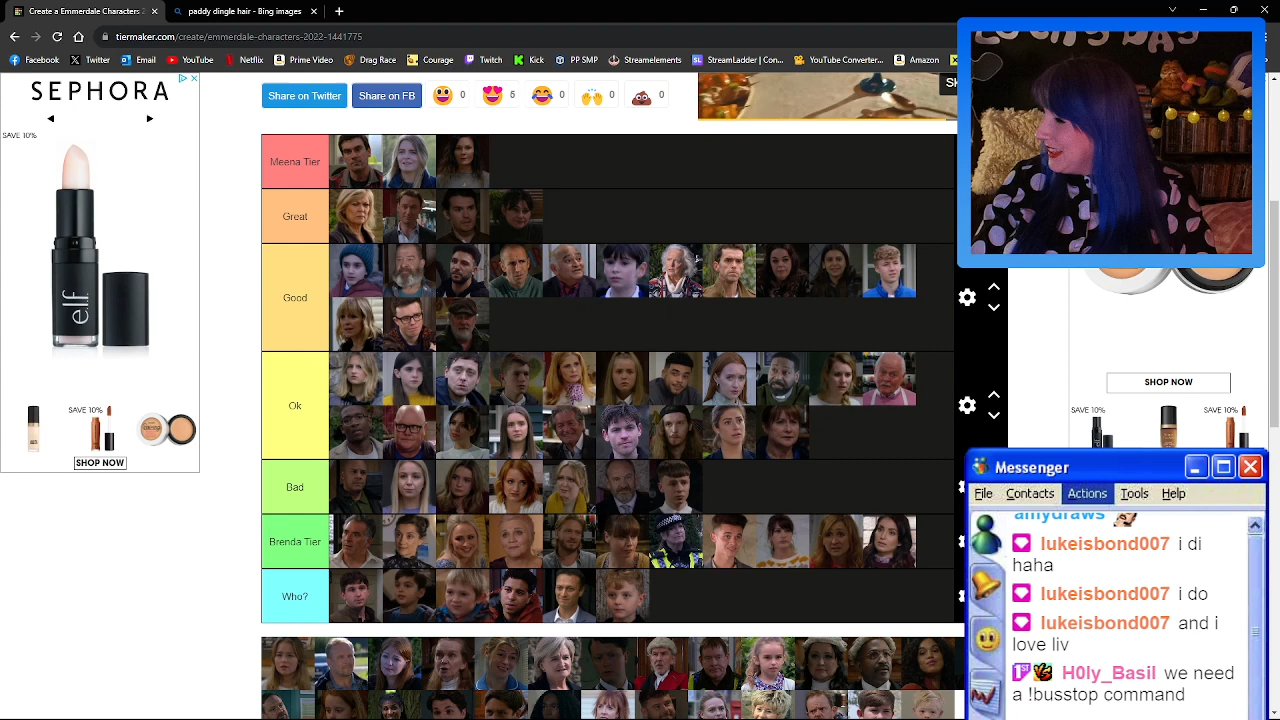 Create a Emmerdale Characters 2
paddy dingle hair - Bing images
tiermaker.com/create/emmerdale-characters-2022-1441775
Facebook
Twitter
Email
YouTube
Netflix
Prime Video
Drag Race
Course
Twitch
Kick
PP SMP
Streamelements
StreamLadder | Con...
YouTube Converter...
Amazon
SEPHORA
SAVE 10%
elf
SAVE 10%
SHOP NOW
Share on Twitter
Share on FB
0
5
0
0
0
Meena Tier
Great
Good
Ok
Bad
Brenda Tier
Who?
SHOP NOW
SAVE 10%
SAVE 10%
Messenger
File Contacts Actions Tools Help
amydraws
lukeisbond007 i di
haha
lukeisbond007 i do
lukeisbond007 and i
love liv
1ST H0ly_Basil we need
a !busstop command